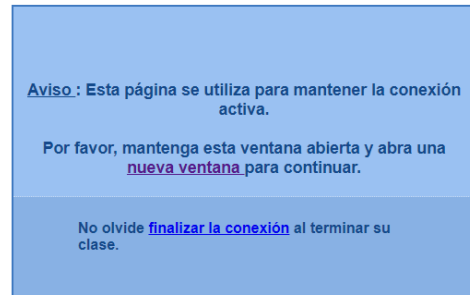 Aviso : Esta página se utiliza para mantener la conexión
activa.
Por favor, mantenga esta ventana abierta y abra una
nueva ventana para continuar.
No olvide finalizar la conexión al terminar su
clase.